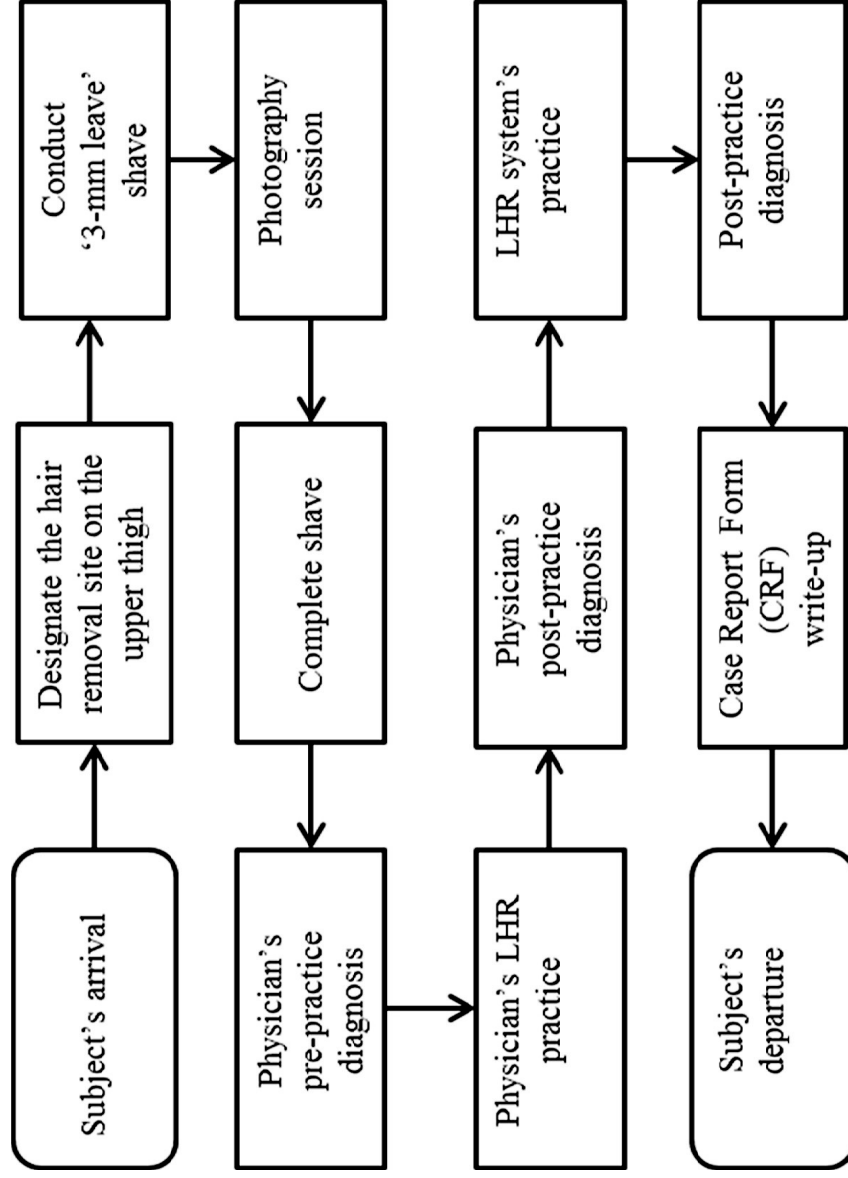 Subject's arrival
Designate the hair
removal site on the
upper thigh
Conduct
‘3-mm leave’
shave
Photography
session
Complete shave
Physician's
pre-practice
diagnosis
Physician's LHR
practice
Physician's
post-practice
diagnosis
LHR system's
practice
Post-practice
diagnosis
Case Report Form
(CRF)
write-up
Subject's
departure